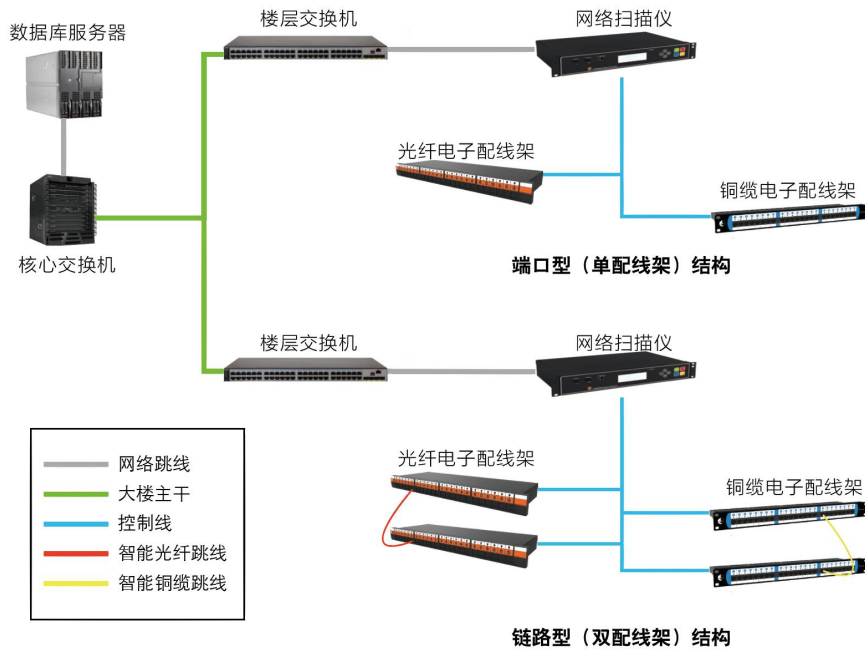 楼层交换机
网络扫描仪
数据库服务器
光纤电子配线架
铜缆电子配线架
核心交换机
端口型（单配线架）结构
楼层交换机
网络扫描仪
光纤电子配线架
铜缆电子配线架
网络跳线
大楼主干
控制线
智能光纤跳线
智能铜缆跳线
链路型（双配线架）结构